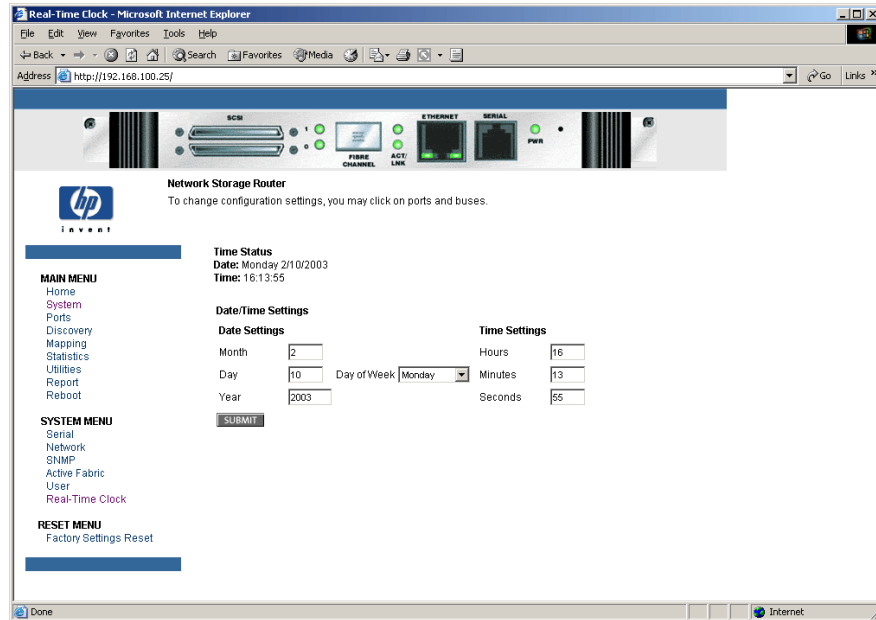 Real-Time Clock - Microsoft Internet Explorer
File Edit View Favorites Tools Help
Back Search Favorites Media
Address http://192.168.100.25/ Go Links »
SCSI ETHERNET SERIAL
1
0
FIBRE CHANNEL ACT/ LNK PWR
hp
invent
Network Storage Router
To change configuration settings, you may click on ports and buses.
Time Status
Date: Monday 2/10/2003
Time: 16:13:55
MAIN MENU
Home
System
Ports
Discovery
Mapping
Statistics
Utilities
Report
Reboot
SYSTEM MENU
Serial
Network
SNMP
Active Fabric
User
Real-Time Clock
RESET MENU
Factory Settings Reset
Date/Time Settings
Date Settings Time Settings
Month 2 Hours 16
Day 10 Day of Week Monday Minutes 13
Year 2003 Seconds 55
SUBMIT
Done Internet